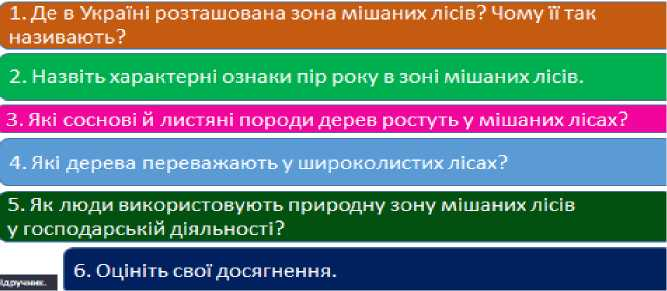 1. Де в Україні розташована зона мішаних лісів? Чому її так
називають?
2. Назвіть характерні ознаки пір року в зоні мішаних лісів.
3. Які соснові й листяні породи дерев ростуть у мішаних лісах?
4. Які дерева переважають у широколистих лісах?
5. Як люди використовують природну зону мішаних лісів
у господарській діяльності?
6. Оцініть свої досягнення.
ідручник.